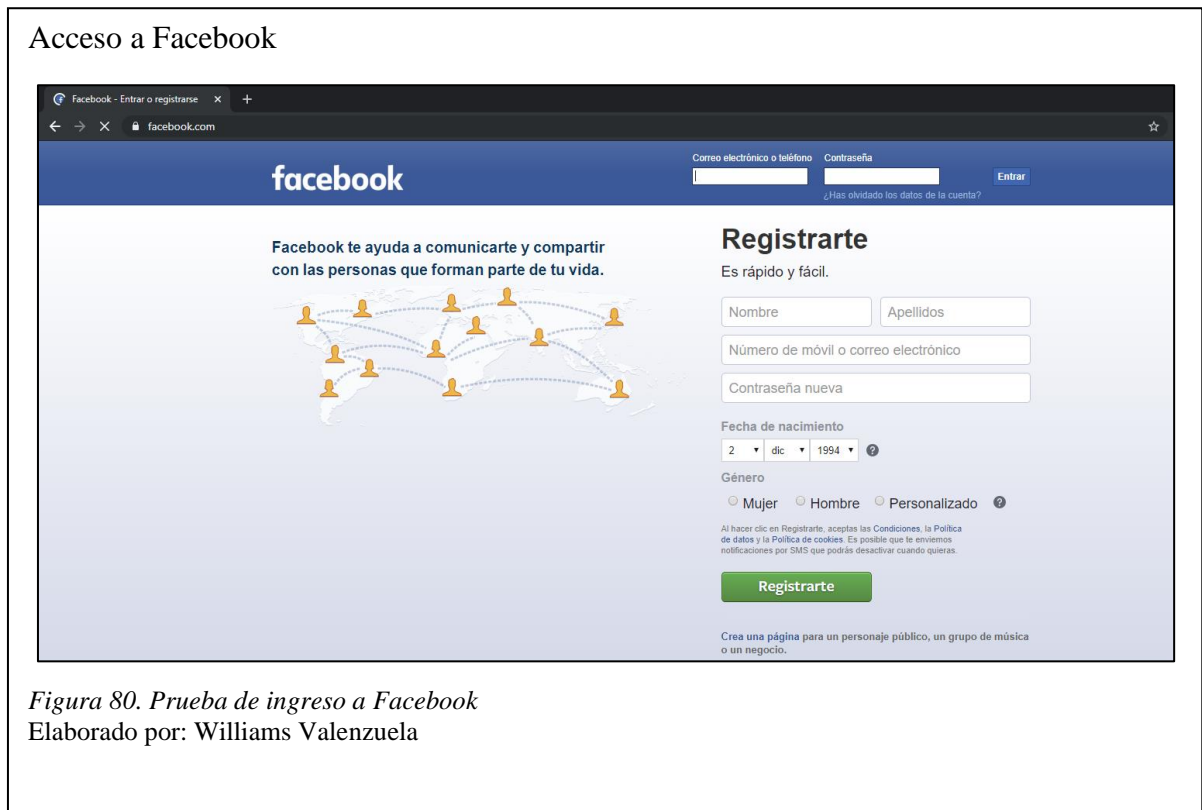 Acceso a Facebook
Facebook - Entrar o registrarse
facebook.com
facebook
Correo electrónico o teléfono
Contraseña
Entrar
¿Has olvidado los datos de la cuenta?
Facebook te ayuda a comunicarte y compartir
con las personas que forman parte de tu vida.
Registrarte
Es rápido y fácil.
Nombre
Apellidos
Número de móvil o correo electrónico
Contraseña nueva
Fecha de nacimiento
2 dic 1994
Género
Mujer Hombre Personalizado
Al hacer clic en Registrarte, aceptas las Condiciones, la Política
de datos y la Política de cookies. Es posible que te enviemos
notificaciones por SMS que podrás desactivar cuando quieras.
Registrarte
Crea una página para un personaje público, un grupo de música
o un negocio.
Figura 80. Prueba de ingreso a Facebook
Elaborado por: Williams Valenzuela